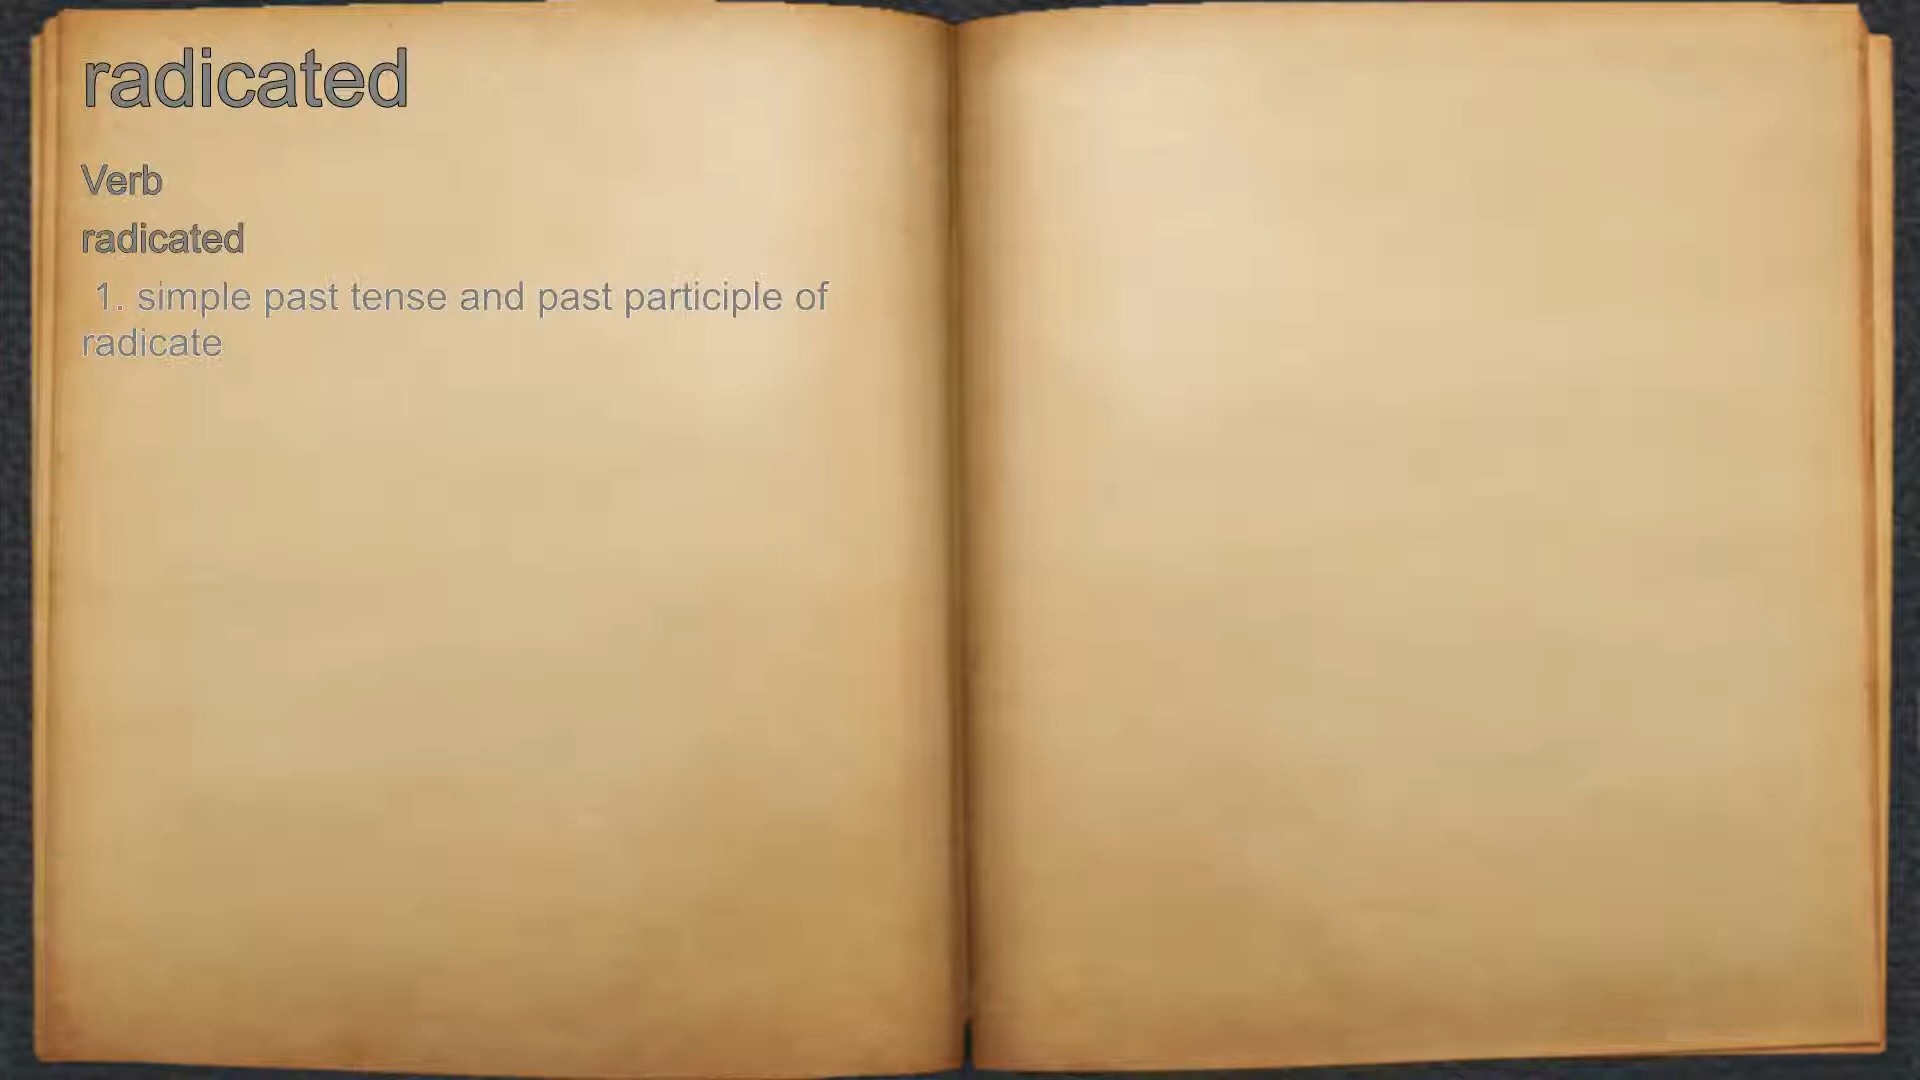 radicated
Verb
radicated
1. simple past tense and past participle of
radicate